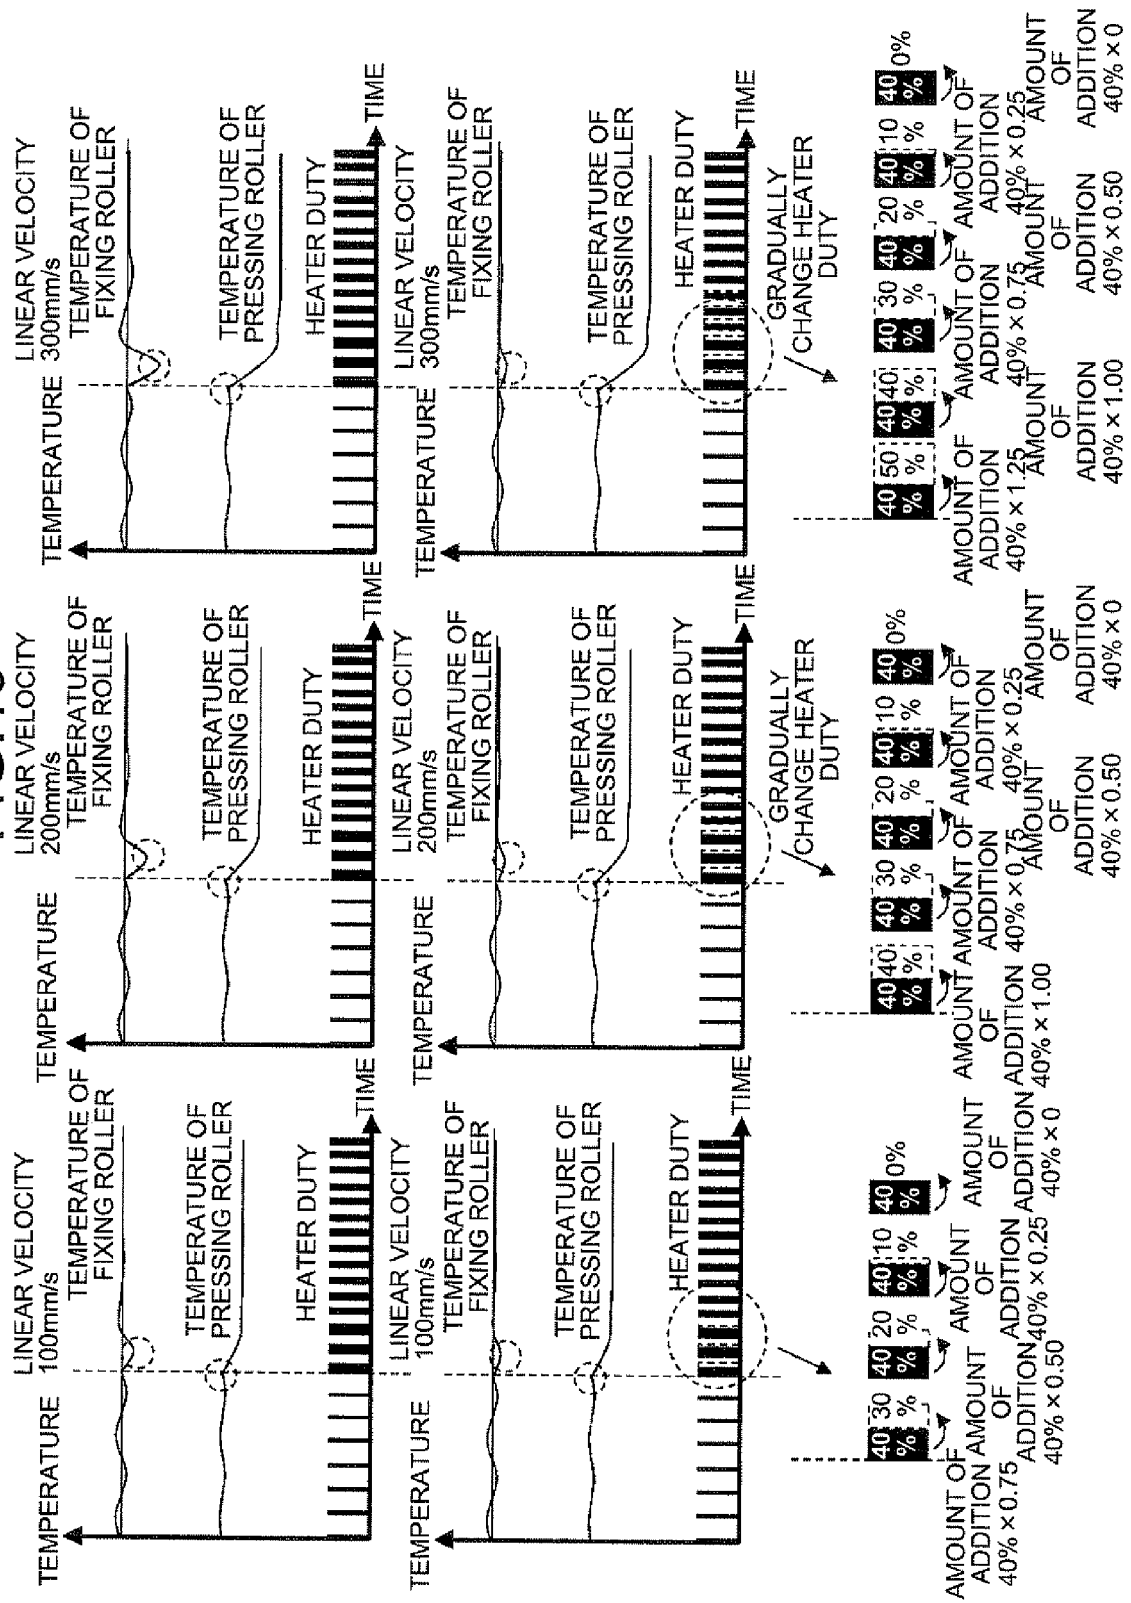 LINEAR VELOCITY
100mm/s
TEMPERATURE
TEMPERATURE OF
FIXING ROLLER
TEMPERATURE OF
PRESSING ROLLER
HEATER DUTY
TIME
LINEAR VELOCITY
200mm/s
TEMPERATURE
TEMPERATURE OF
FIXING ROLLER
TEMPERATURE OF
PRESSING ROLLER
HEATER DUTY
TIME
LINEAR VELOCITY
300mm/s
TEMPERATURE
TEMPERATURE OF
FIXING ROLLER
TEMPERATURE OF
PRESSING ROLLER
HEATER DUTY
TIME
LINEAR VELOCITY
100mm/s
TEMPERATURE
TEMPERATURE OF
FIXING ROLLER
TEMPERATURE OF
PRESSING ROLLER
HEATER DUTY
TIME
LINEAR VELOCITY
200mm/s
TEMPERATURE
TEMPERATURE OF
FIXING ROLLER
TEMPERATURE OF
PRESSING ROLLER
HEATER DUTY
TIME
GRADUALLY
CHANGE HEATER
DUTY
LINEAR VELOCITY
300mm/s
TEMPERATURE
TEMPERATURE OF
FIXING ROLLER
TEMPERATURE OF
PRESSING ROLLER
HEATER DUTY
TIME
GRADUALLY
CHANGE HEATER
DUTY
40 %
30 %
40 %
20 %
40 %
10 %
40 %
0%
AMOUNT OF
ADDITION
40% × 0.75
AMOUNT
OF
ADDITION
40% × 0.50
AMOUNT
OF
ADDITION
40% × 0.25
AMOUNT
OF
ADDITION
40% × 0
40 %
40 %
40 %
30 %
40 %
20 %
40 %
10 %
40 %
0%
AMOUNT
OF
ADDITION
40% × 1.00
AMOUNT OF
ADDITION
40% × 0.75
AMOUNT
OF
ADDITION
40% × 0.50
AMOUNT OF
ADDITION
40% × 0.25
AMOUNT
OF
ADDITION
40% × 0
40 %
50 %
40 %
40 %
40 %
30 %
40 %
20 %
40 %
10 %
40 %
0%
AMOUNT OF
ADDITION
40% × 1.25
AMOUNT
OF
ADDITION
40% × 1.00
AMOUNT OF
ADDITION
40% × 0.75
AMOUNT
OF
ADDITION
40% × 0.50
AMOUNT OF
ADDITION
40% × 0.25
AMOUNT
OF
ADDITION
40% × 0